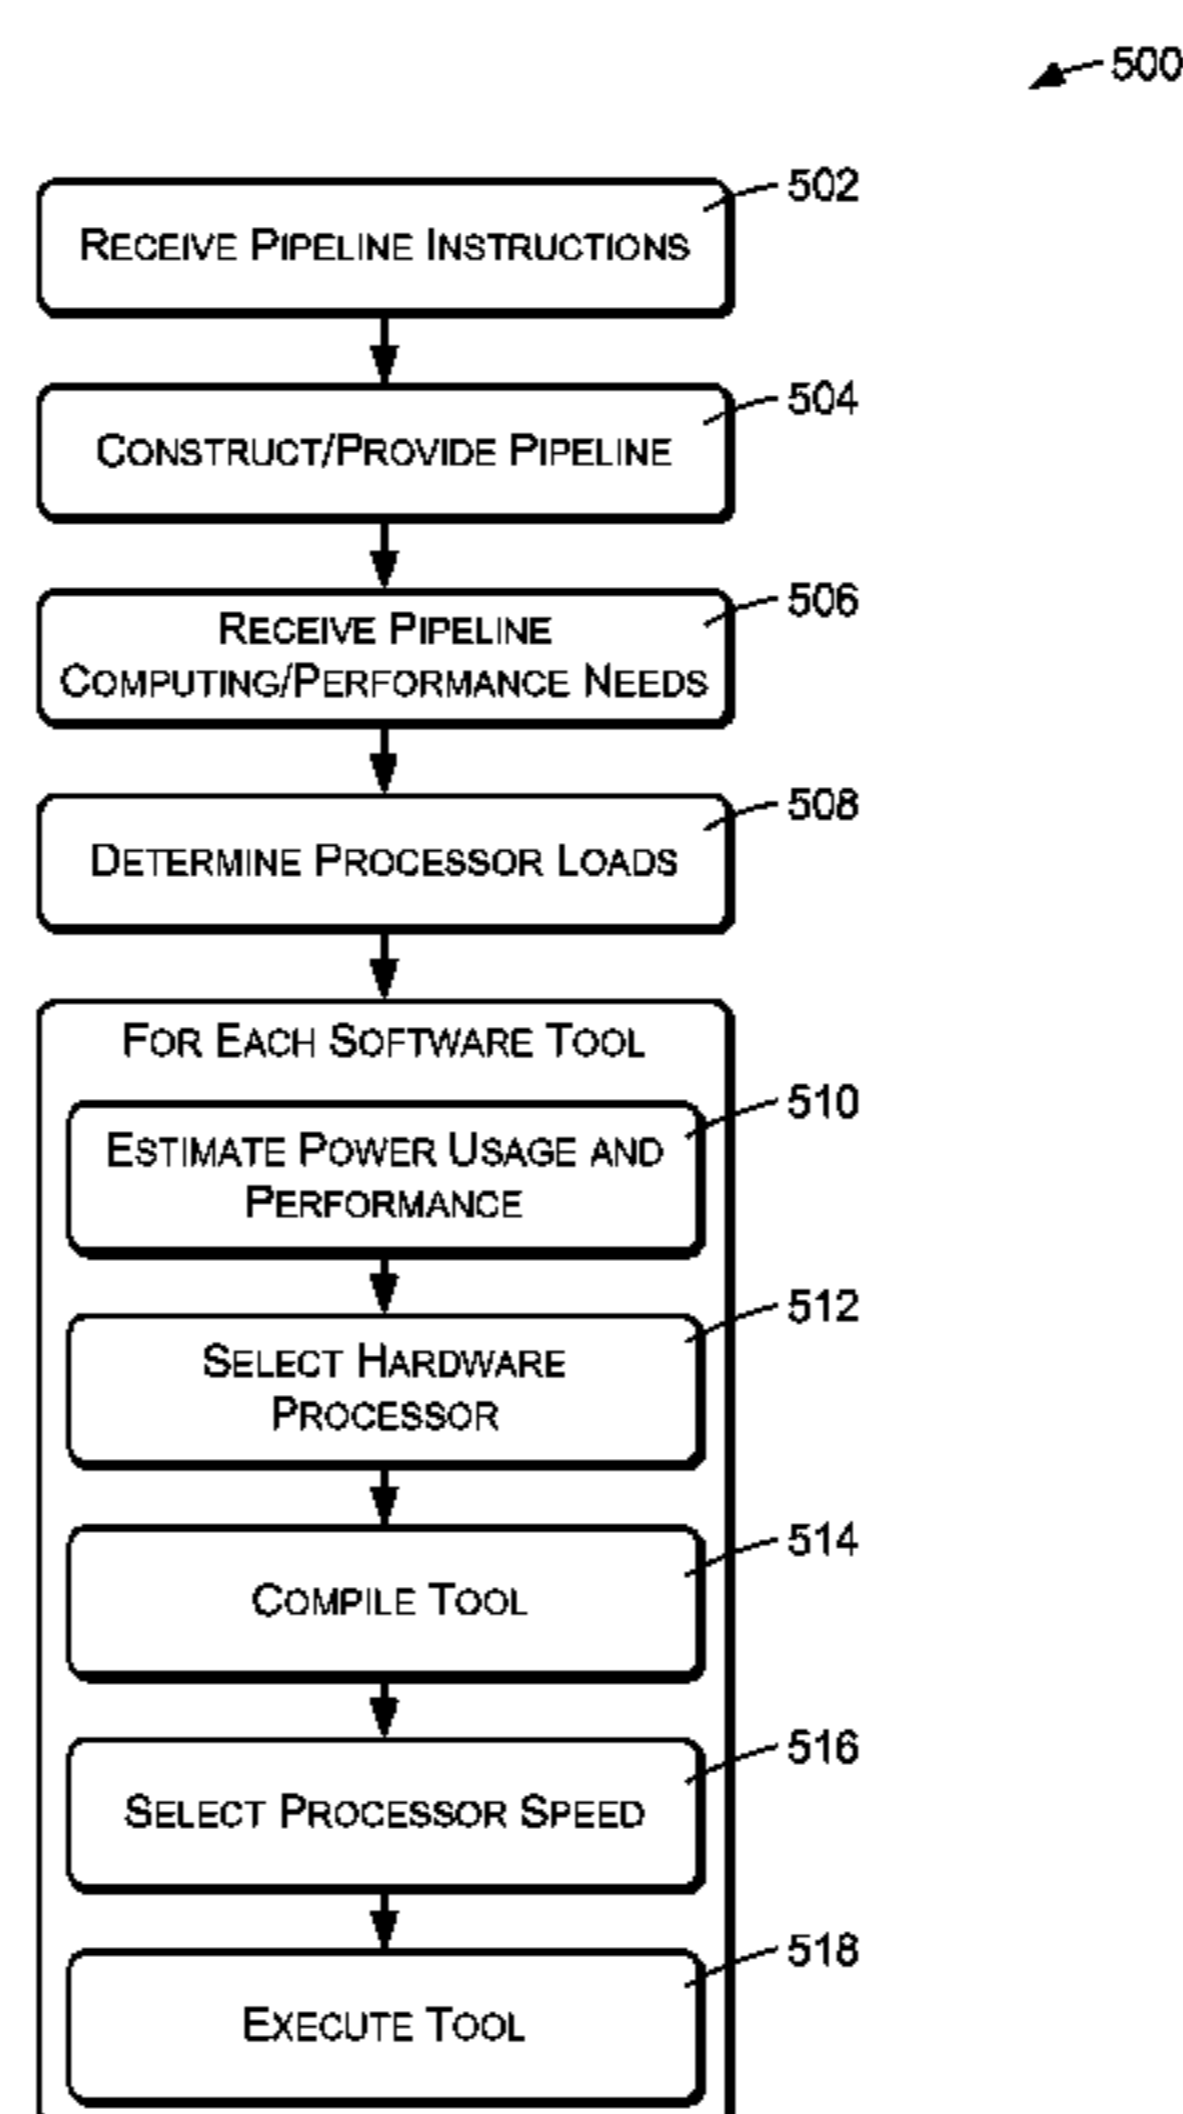 500
502
RECEIVE PIPELINE INSTRUCTIONS
504
CONSTRUCT/PROVIDE PIPELINE
506
RECEIVE PIPELINE
COMPUTING/PERFORMANCE NEEDS
508
DETERMINE PROCESSOR LOADS
FOR EACH SOFTWARE TOOL
510
ESTIMATE POWER USAGE AND
PERFORMANCE
512
SELECT HARDWARE
PROCESSOR
514
COMPILE TOOL
516
SELECT PROCESSOR SPEED
518
EXECUTE TOOL